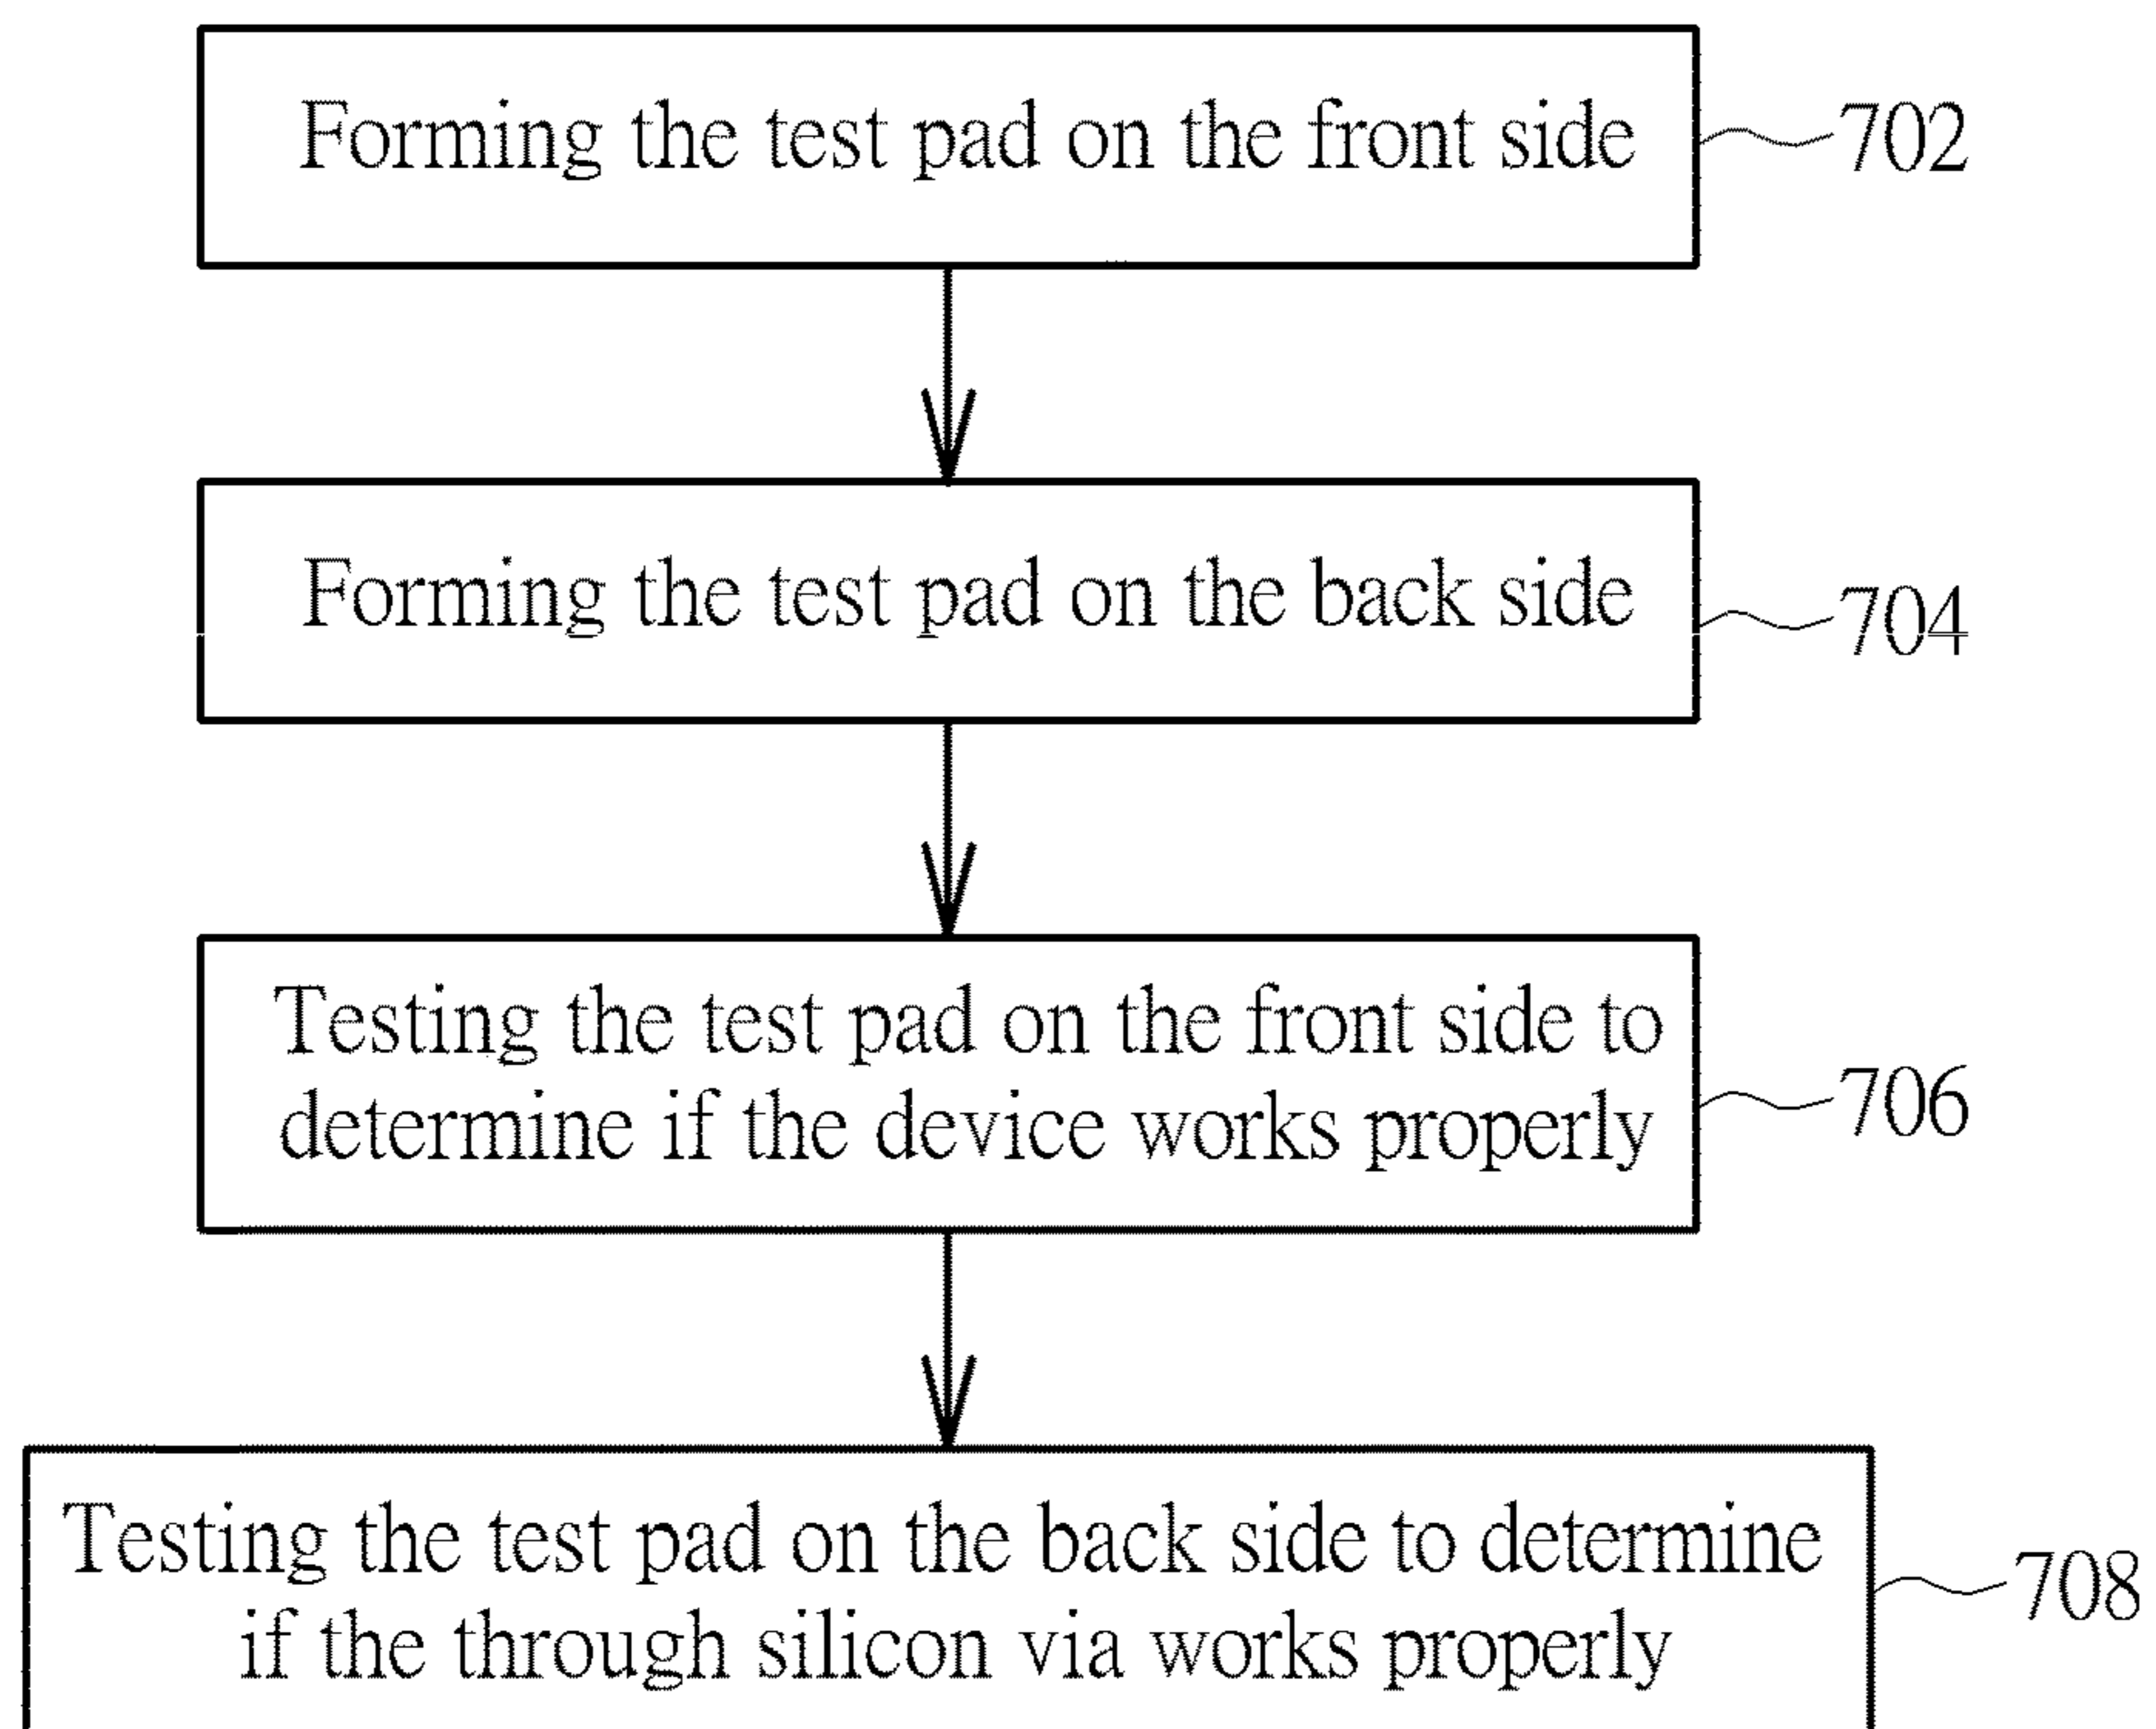 Forming the test pad on the front side
702
Forming the test pad on the back side
704
Testing the test pad on the front side to
determine if the device works properly
706
Testing the test pad on the back side to determine
if the through silicon via works properly
708